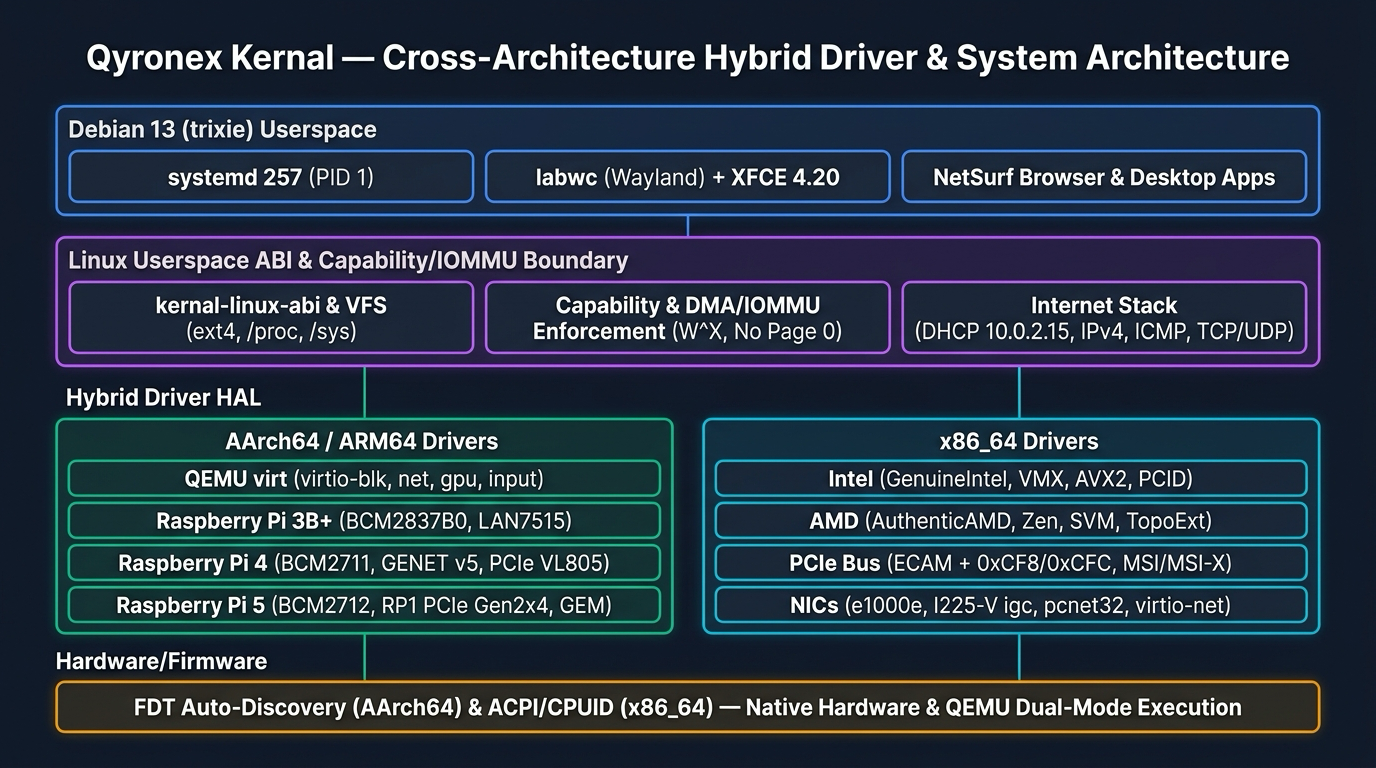 Qyronex Kernal — Cross-Architecture Hybrid Driver & System Architecture
Debian 13 (trixie) Userspace
systemd 257 (PID 1)
labwc (Wayland) + XFCE 4.20
NetSurf Browser & Desktop Apps
Linux Userspace ABI & Capability/IOMMU Boundary
kernal-linux-abi & VFS
(ext4, /proc, /sys)
Capability & DMA/IOMMU
Enforcement (W^X, No Page 0)
Internet Stack
(DHCP 10.0.2.15, IPv4, ICMP, TCP/UDP)
Hybrid Driver HAL
AArch64 / ARM64 Drivers
QEMU virt (virtio-blk, net, gpu, input)
Raspberry Pi 3B+ (BCM2837B0, LAN7515)
Raspberry Pi 4 (BCM2711, GENET v5, PCIe VL805)
Raspberry Pi 5 (BCM2712, RP1 PCIe Gen2x4, GEM)
x86_64 Drivers
Intel (GenuineIntel, VMX, AVX2, PCID)
AMD (AuthenticAMD, Zen, SVM, TopoExt)
PCIe Bus (ECAM + 0xCF8/0xCFC, MSI/MSI-X)
NICs (e1000e, I225-V igc, pcnet32, virtio-net)
Hardware/Firmware
FDT Auto-Discovery (AArch64) & ACPI/CPUID (x86_64) — Native Hardware & QEMU Dual-Mode Execution